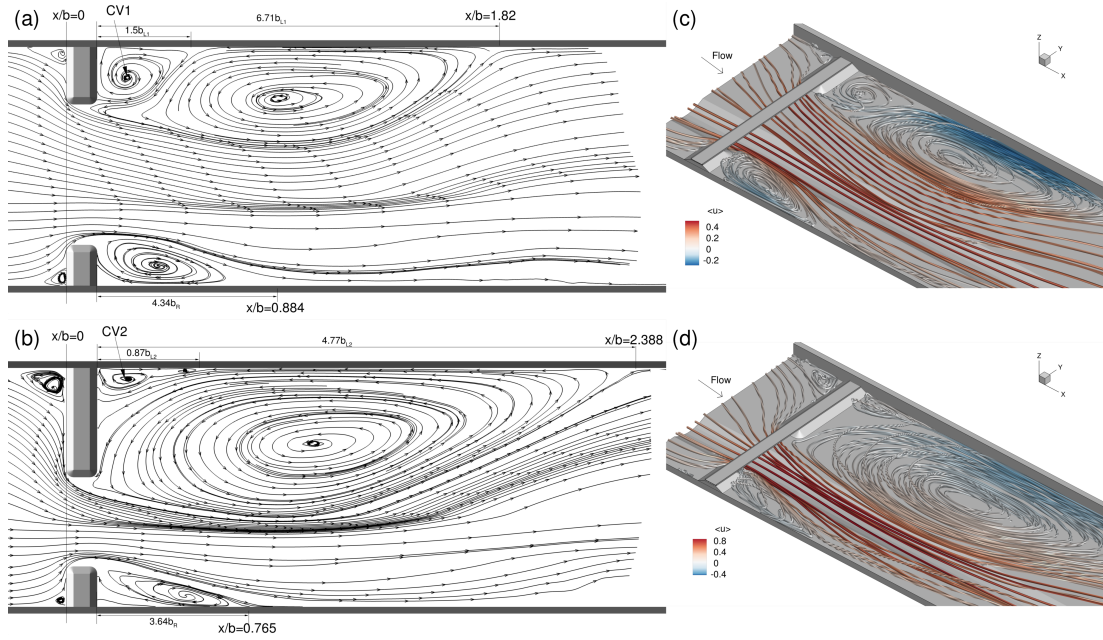 (a)
x/b=0
CV1
1.5b_L1
6.71b_L1
x/b=1.82
4.34b_R
x/b=0.884
(b)
x/b=0
CV2
0.87b_L2
4.77b_L2
x/b=2.388
3.64b_R
x/b=0.765
(c)
Flow
Z
Y
X
<u>
0.4
0.2
0
-0.2
(d)
Flow
Z
Y
X
<u>
0.8
0.4
0
-0.4